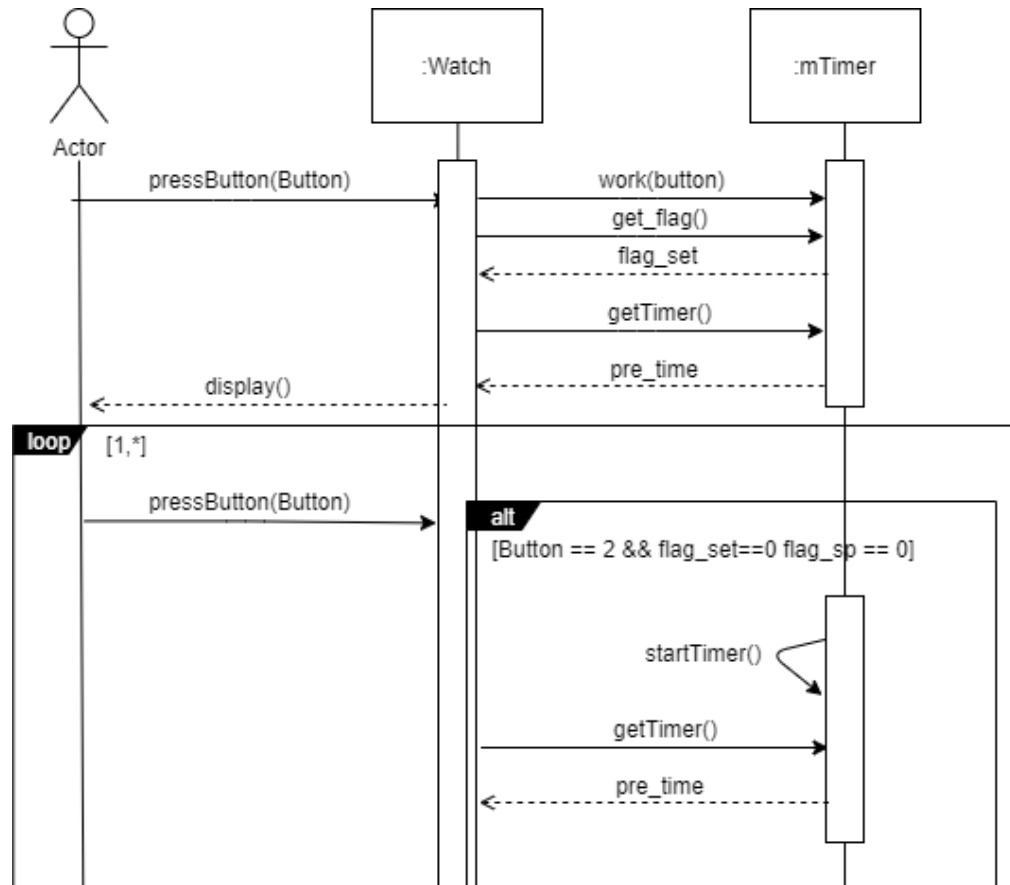 :Watch
:mTimer
Actor
pressButton(Button)
work(button)
get_flag()
flag_set
getTimer()
pre_time
display()
loop
[1,*]
pressButton(Button)
alt
[Button == 2 && flag_set==0 flag_sp == 0]
startTimer()
getTimer()
pre_time